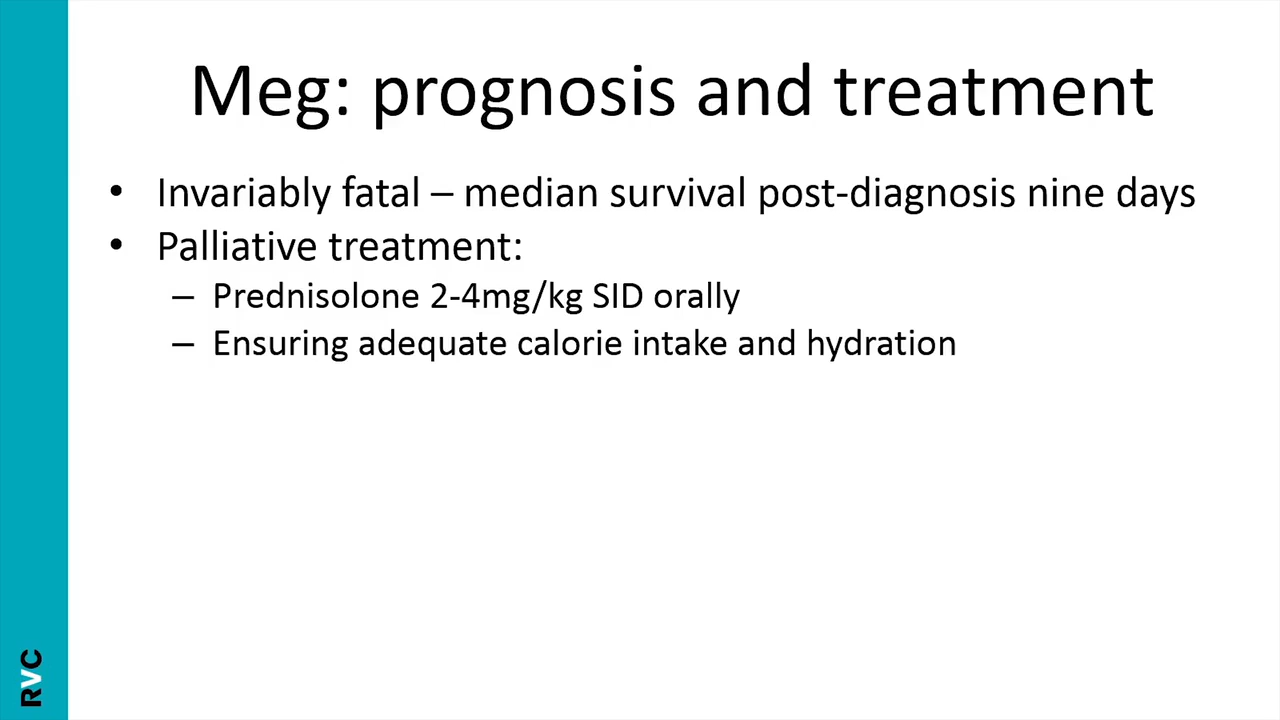 Meg: prognosis and treatment
• Invariably fatal – median survival post-diagnosis nine days
• Palliative treatment:
– Prednisolone 2-4mg/kg SID orally
– Ensuring adequate calorie intake and hydration
RVC